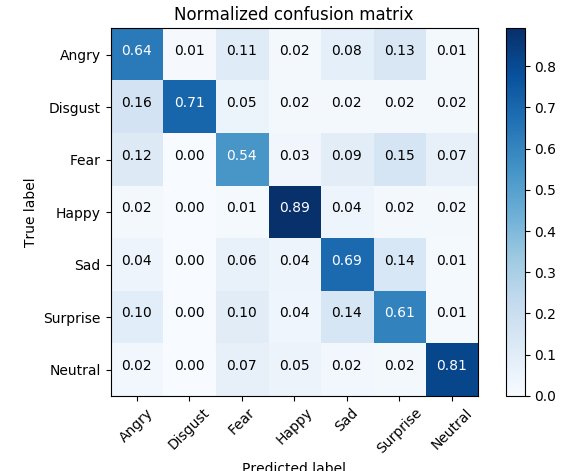 Normalized confusion matrix
Angry 0.64 0.01 0.11 0.02 0.08 0.13 0.01
Disgust 0.16 0.71 0.05 0.02 0.02 0.02 0.02
Fear 0.12 0.00 0.54 0.03 0.09 0.15 0.07
Happy 0.02 0.00 0.01 0.89 0.04 0.02 0.02
Sad 0.04 0.00 0.06 0.04 0.69 0.14 0.01
Surprise 0.10 0.00 0.10 0.04 0.14 0.61 0.01
Neutral 0.02 0.00 0.07 0.05 0.02 0.02 0.81
True label
Angry Disgust Fear Happy Sad Surprise Neutral
Predicted label
0.8
0.7
0.6
0.5
0.4
0.3
0.2
0.1
0.0